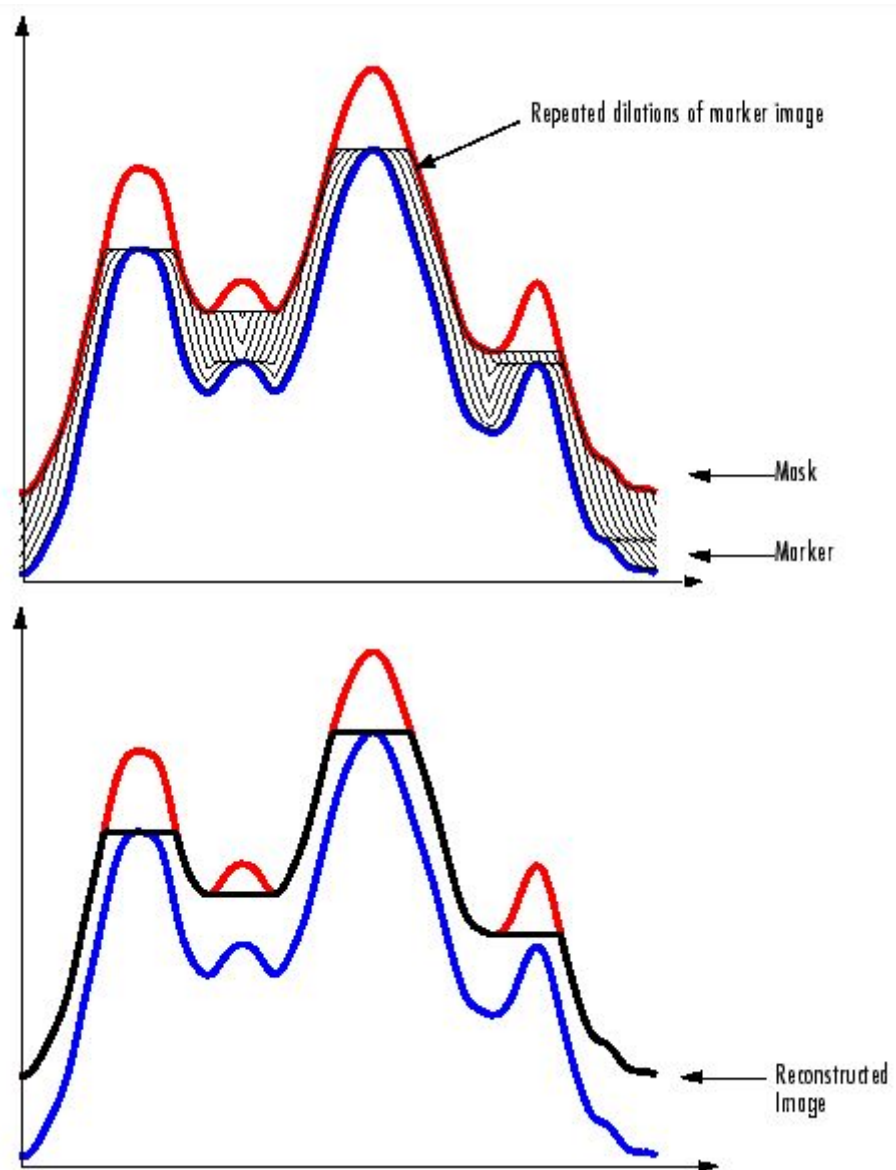 Repeated dilations of marker image
Mask
Marker
Reconstructed
Image